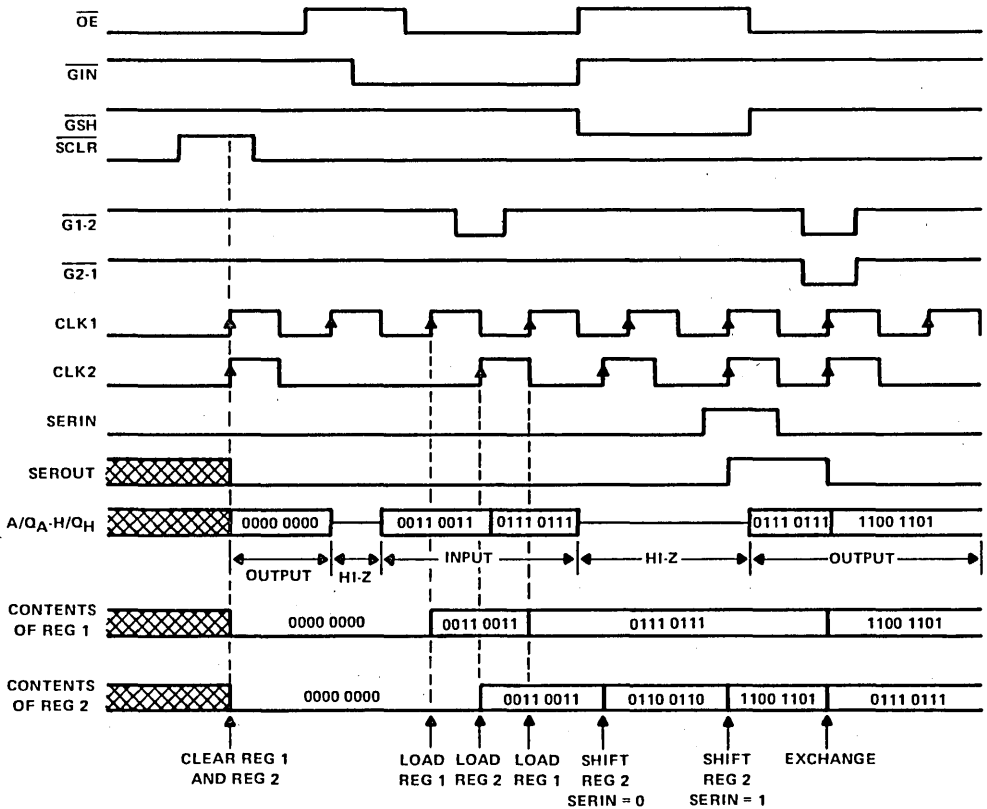 OE
GIN
GSH
SCLR
G1-2
G2-1
CLK1
CLK2
SERIN
SEROUT
A/QA-H/QH
0000 0000
0011 0011
0111 0111
0111 0111
1100 1101
OUTPUT
HI-Z
INPUT
HI-Z
OUTPUT
CONTENTS
OF REG 1
0000 0000
0011 0011
0111 0111
1100 1101
CONTENTS
OF REG 2
0000 0000
0011 0011
0110 0110
1100 1101
0111 0111
CLEAR REG 1
AND REG 2
LOAD
REG 1
LOAD
REG 2
LOAD
REG 1
SHIFT
REG 2
SERIN = 0
SHIFT
REG 2
SERIN = 1
EXCHANGE